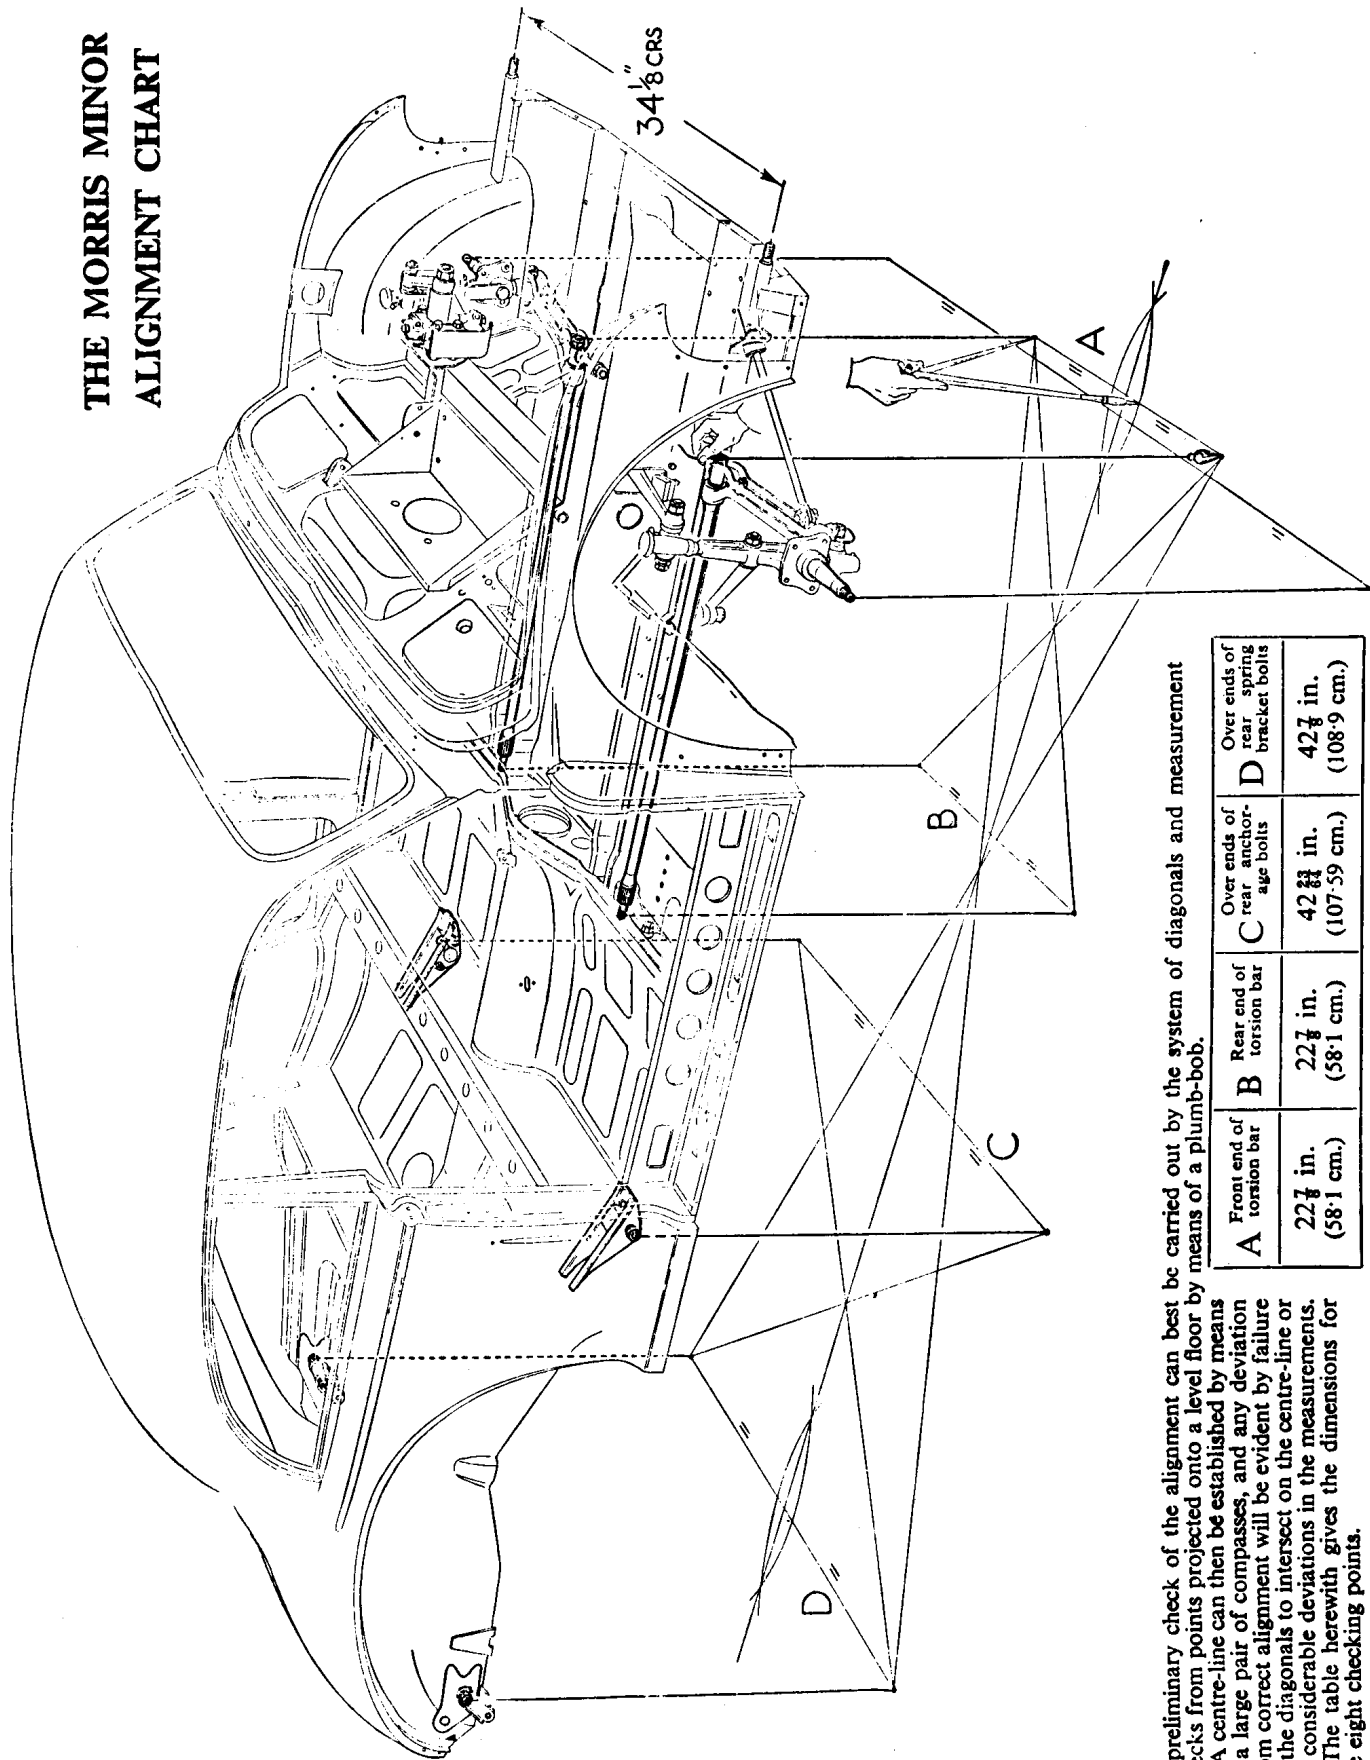 THE MORRIS MINOR
ALIGNMENT CHART
34⅛" CRS
A
B
C
D
preliminary check of the alignment can best be carried out by the system of diagonals and measurement
ecks from points projected onto a level floor by means of a plumb-bob.
A centre-line can then be established by means
a large pair of compasses, and any deviation
m correct alignment will be evident by failure
the diagonals to intersect on the centre-line or
considerable deviations in the measurements.
The table herewith gives the dimensions for
e eight checking points.
A Front end of torsion bar
B Rear end of torsion bar
C Over ends of rear anchor-age bolts
D Over ends of rear spring bracket bolts
22⅞ in.
(58·1 cm.)
22⅞ in.
(58·1 cm.)
42 23/64 in.
(107·59 cm.)
42⅞ in.
(108·9 cm.)